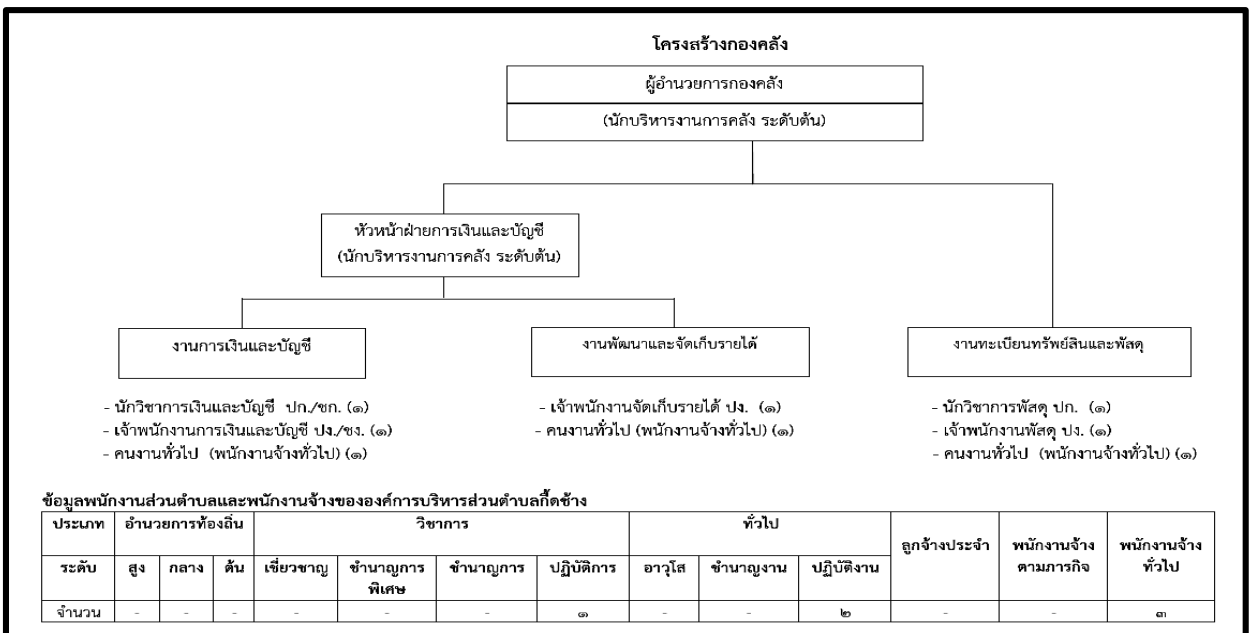 โครงสร้างกองคลัง
ผู้อำนวยการกองคลัง
(นักบริหารงานการคลัง ระดับต้น)
หัวหน้าฝ่ายการเงินและบัญชี
(นักบริหารงานการคลัง ระดับต้น)
งานการเงินและบัญชี
งานพัฒนาและจัดเก็บรายได้
งานทะเบียนทรัพย์สินและพัสดุ
- นักวิชาการเงินและบัญชี ปก./ชก. (๑)
- เจ้าพนักงานการเงินและบัญชี ปง./ชง. (๑)
- คนงานทั่วไป (พนักงานจ้างทั่วไป) (๑)
- เจ้าพนักงานจัดเก็บรายได้ ปง. (๑)
- คนงานทั่วไป (พนักงานจ้างทั่วไป) (๑)
- นักวิชาการพัสดุ ปก. (๑)
- เจ้าพนักงานพัสดุ ปง. (๑)
- คนงานทั่วไป (พนักงานจ้างทั่วไป) (๑)
ข้อมูลพนักงานส่วนตำบลและพนักงานจ้างขององค์การบริหารส่วนตำบลกื้ดช้าง
ประเภท อำนวยการท้องถิ่น วิชาการ ทั่วไป ลูกจ้างประจำ พนักงานจ้างตามภารกิจ พนักงานจ้างทั่วไป
ระดับ สูง กลาง ต้น เชี่ยวชาญ ชำนาญการพิเศษ ชำนาญการ ปฏิบัติการ อาวุโส ชำนาญงาน ปฏิบัติงาน
จำนวน - - - - - - ๑ - - ๒ - - ๓